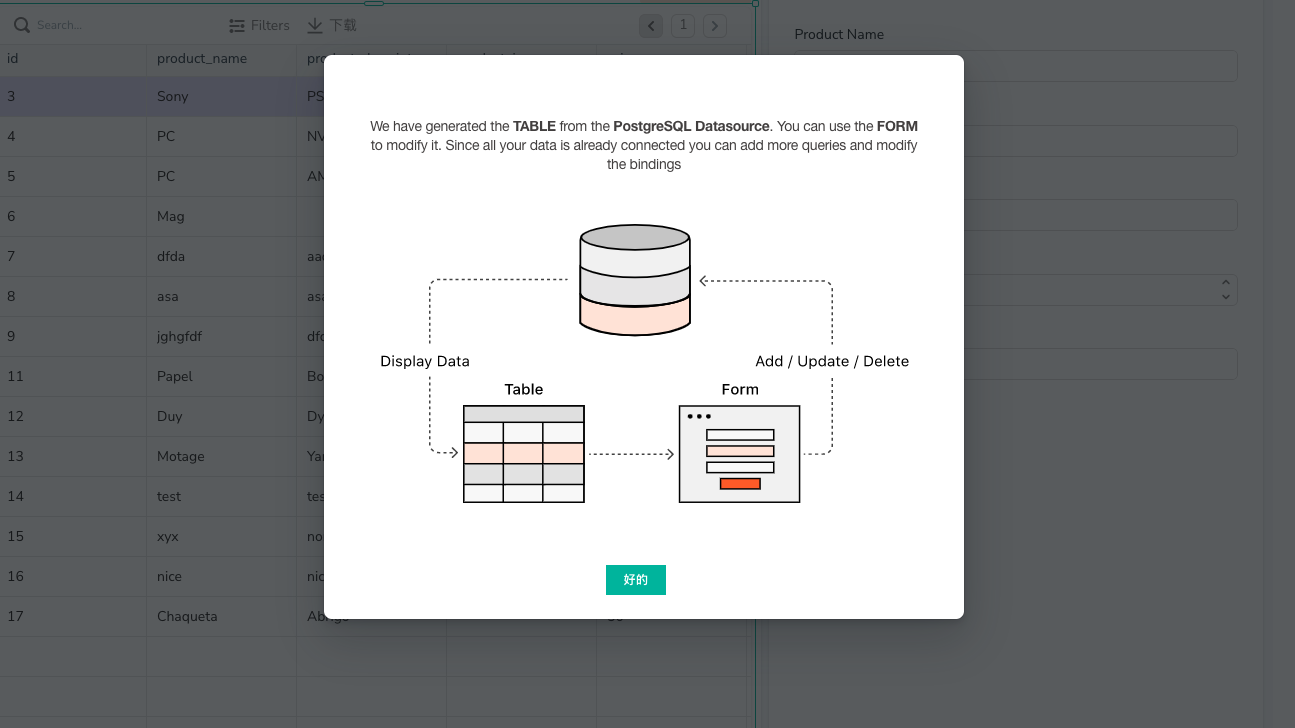 Search...
Filters
下载
1
Product Name
id
product_name
3
Sony
PS
4
PC
NV
5
PC
AM
6
Mag
7
dfda
aa
8
asa
asa
9
jghgfdf
dfd
11
Papel
Bo
12
Duy
Dy
13
Motage
Ya
14
test
tes
15
xyx
no
16
nice
nic
17
Chaqueta
We have generated the TABLE from the PostgreSQL Datasource. You can use the FORM
to modify it. Since all your data is already connected you can add more queries and modify
the bindings
Display Data
Add / Update / Delete
Table
Form
好的